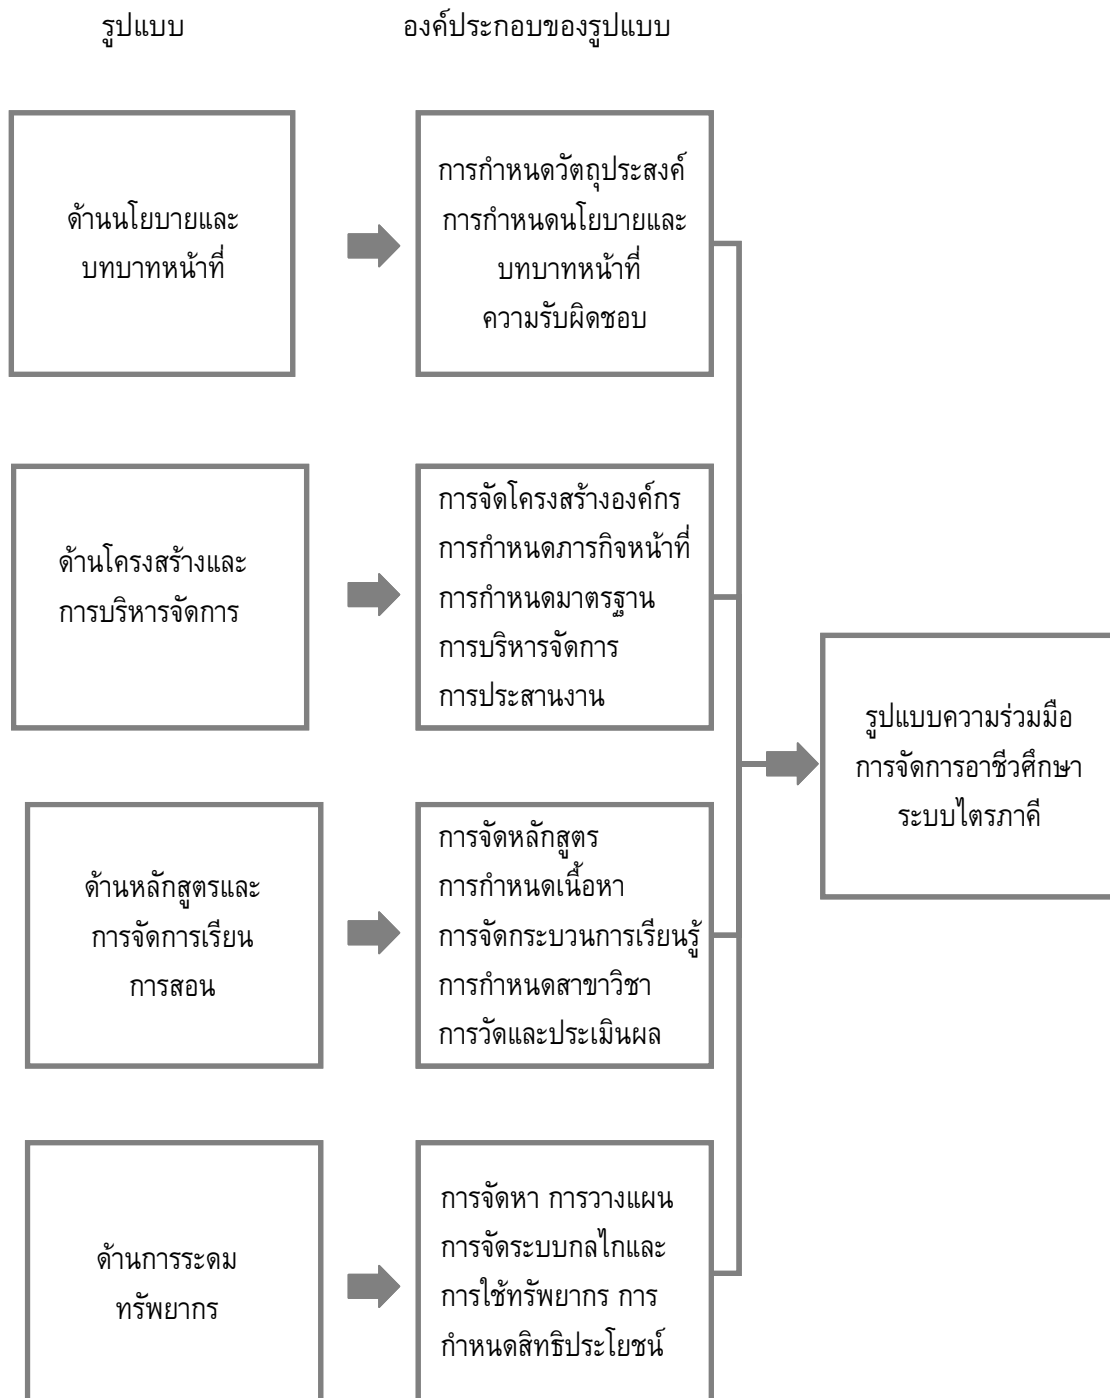 รูปแบบ
องค์ประกอบของรูปแบบ
ด้านนโยบายและ
บทบาทหน้าที่
การกำหนดวัตถุประสงค์
การกำหนดนโยบายและ
บทบาทหน้าที่
ความรับผิดชอบ
ด้านโครงสร้างและ
การบริหารจัดการ
การจัดโครงสร้างองค์กร
การกำหนดภารกิจหน้าที่
การกำหนดมาตรฐาน
การบริหารจัดการ
การประสานงาน
ด้านหลักสูตรและ
การจัดการเรียน
การสอน
การจัดหลักสูตร
การกำหนดเนื้อหา
การจัดกระบวนการเรียนรู้
การกำหนดสาขาวิชา
การวัดและประเมินผล
ด้านการระดม
ทรัพยากร
การจัดหา การวางแผน
การจัดระบบกลไกและ
การใช้ทรัพยากร การ
กำหนดสิทธิประโยชน์
รูปแบบความร่วมมือ
การจัดการอาชีวศึกษา
ระบบไตรภาคี